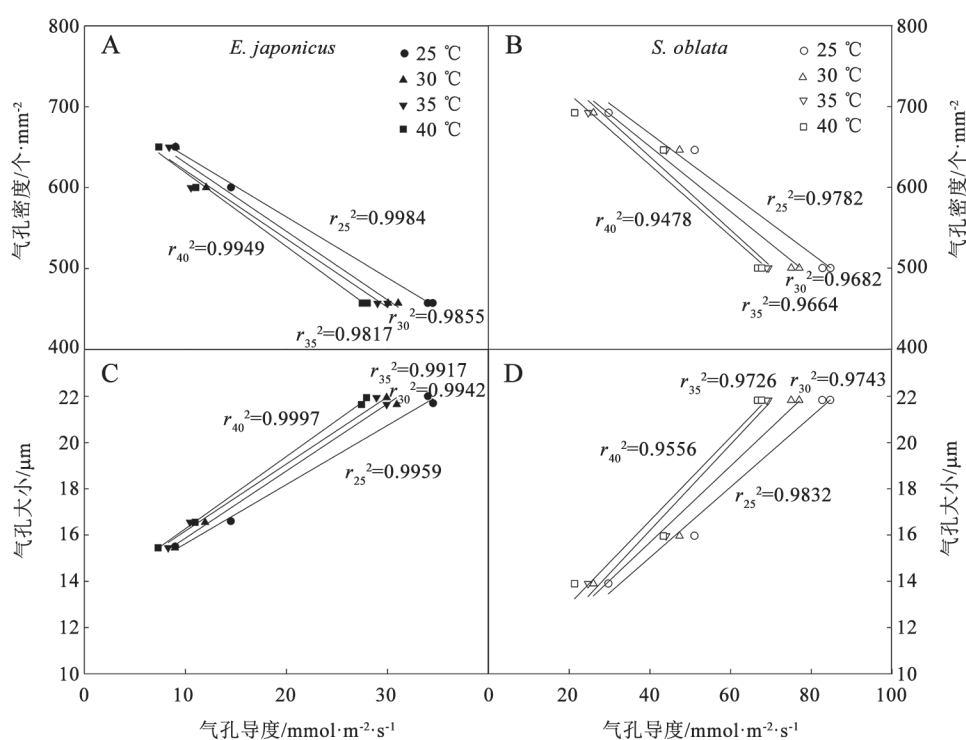 800
A
E. japonicus
● 25 ℃
▲ 30 ℃
▼ 35 ℃
■ 40 ℃
700
600
500
400
气孔密度/个·mm⁻²
r₂₅²=0.9984
r₄₀²=0.9949
r₃₀²=0.9855
r₃₅²=0.9817
B
S. oblata
○ 25 ℃
△ 30 ℃
▽ 35 ℃
□ 40 ℃
800
700
600
500
400
气孔密度/个·mm⁻²
r₂₅²=0.9782
r₄₀²=0.9478
r₃₀²=0.9682
r₃₅²=0.9664
C
22
20
18
16
14
12
10
气孔大小/μm
r₃₅²=0.9917
r₃₀²=0.9942
r₄₀²=0.9997
r₂₅²=0.9959
0 10 20 30
气孔导度/mmol·m⁻²·s⁻¹
D
r₃₅²=0.9726
r₃₀²=0.9743
r₄₀²=0.9556
r₂₅²=0.9832
22
20
18
16
14
12
10
气孔大小/μm
0 20 40 60 80 100
气孔导度/mmol·m⁻²·s⁻¹